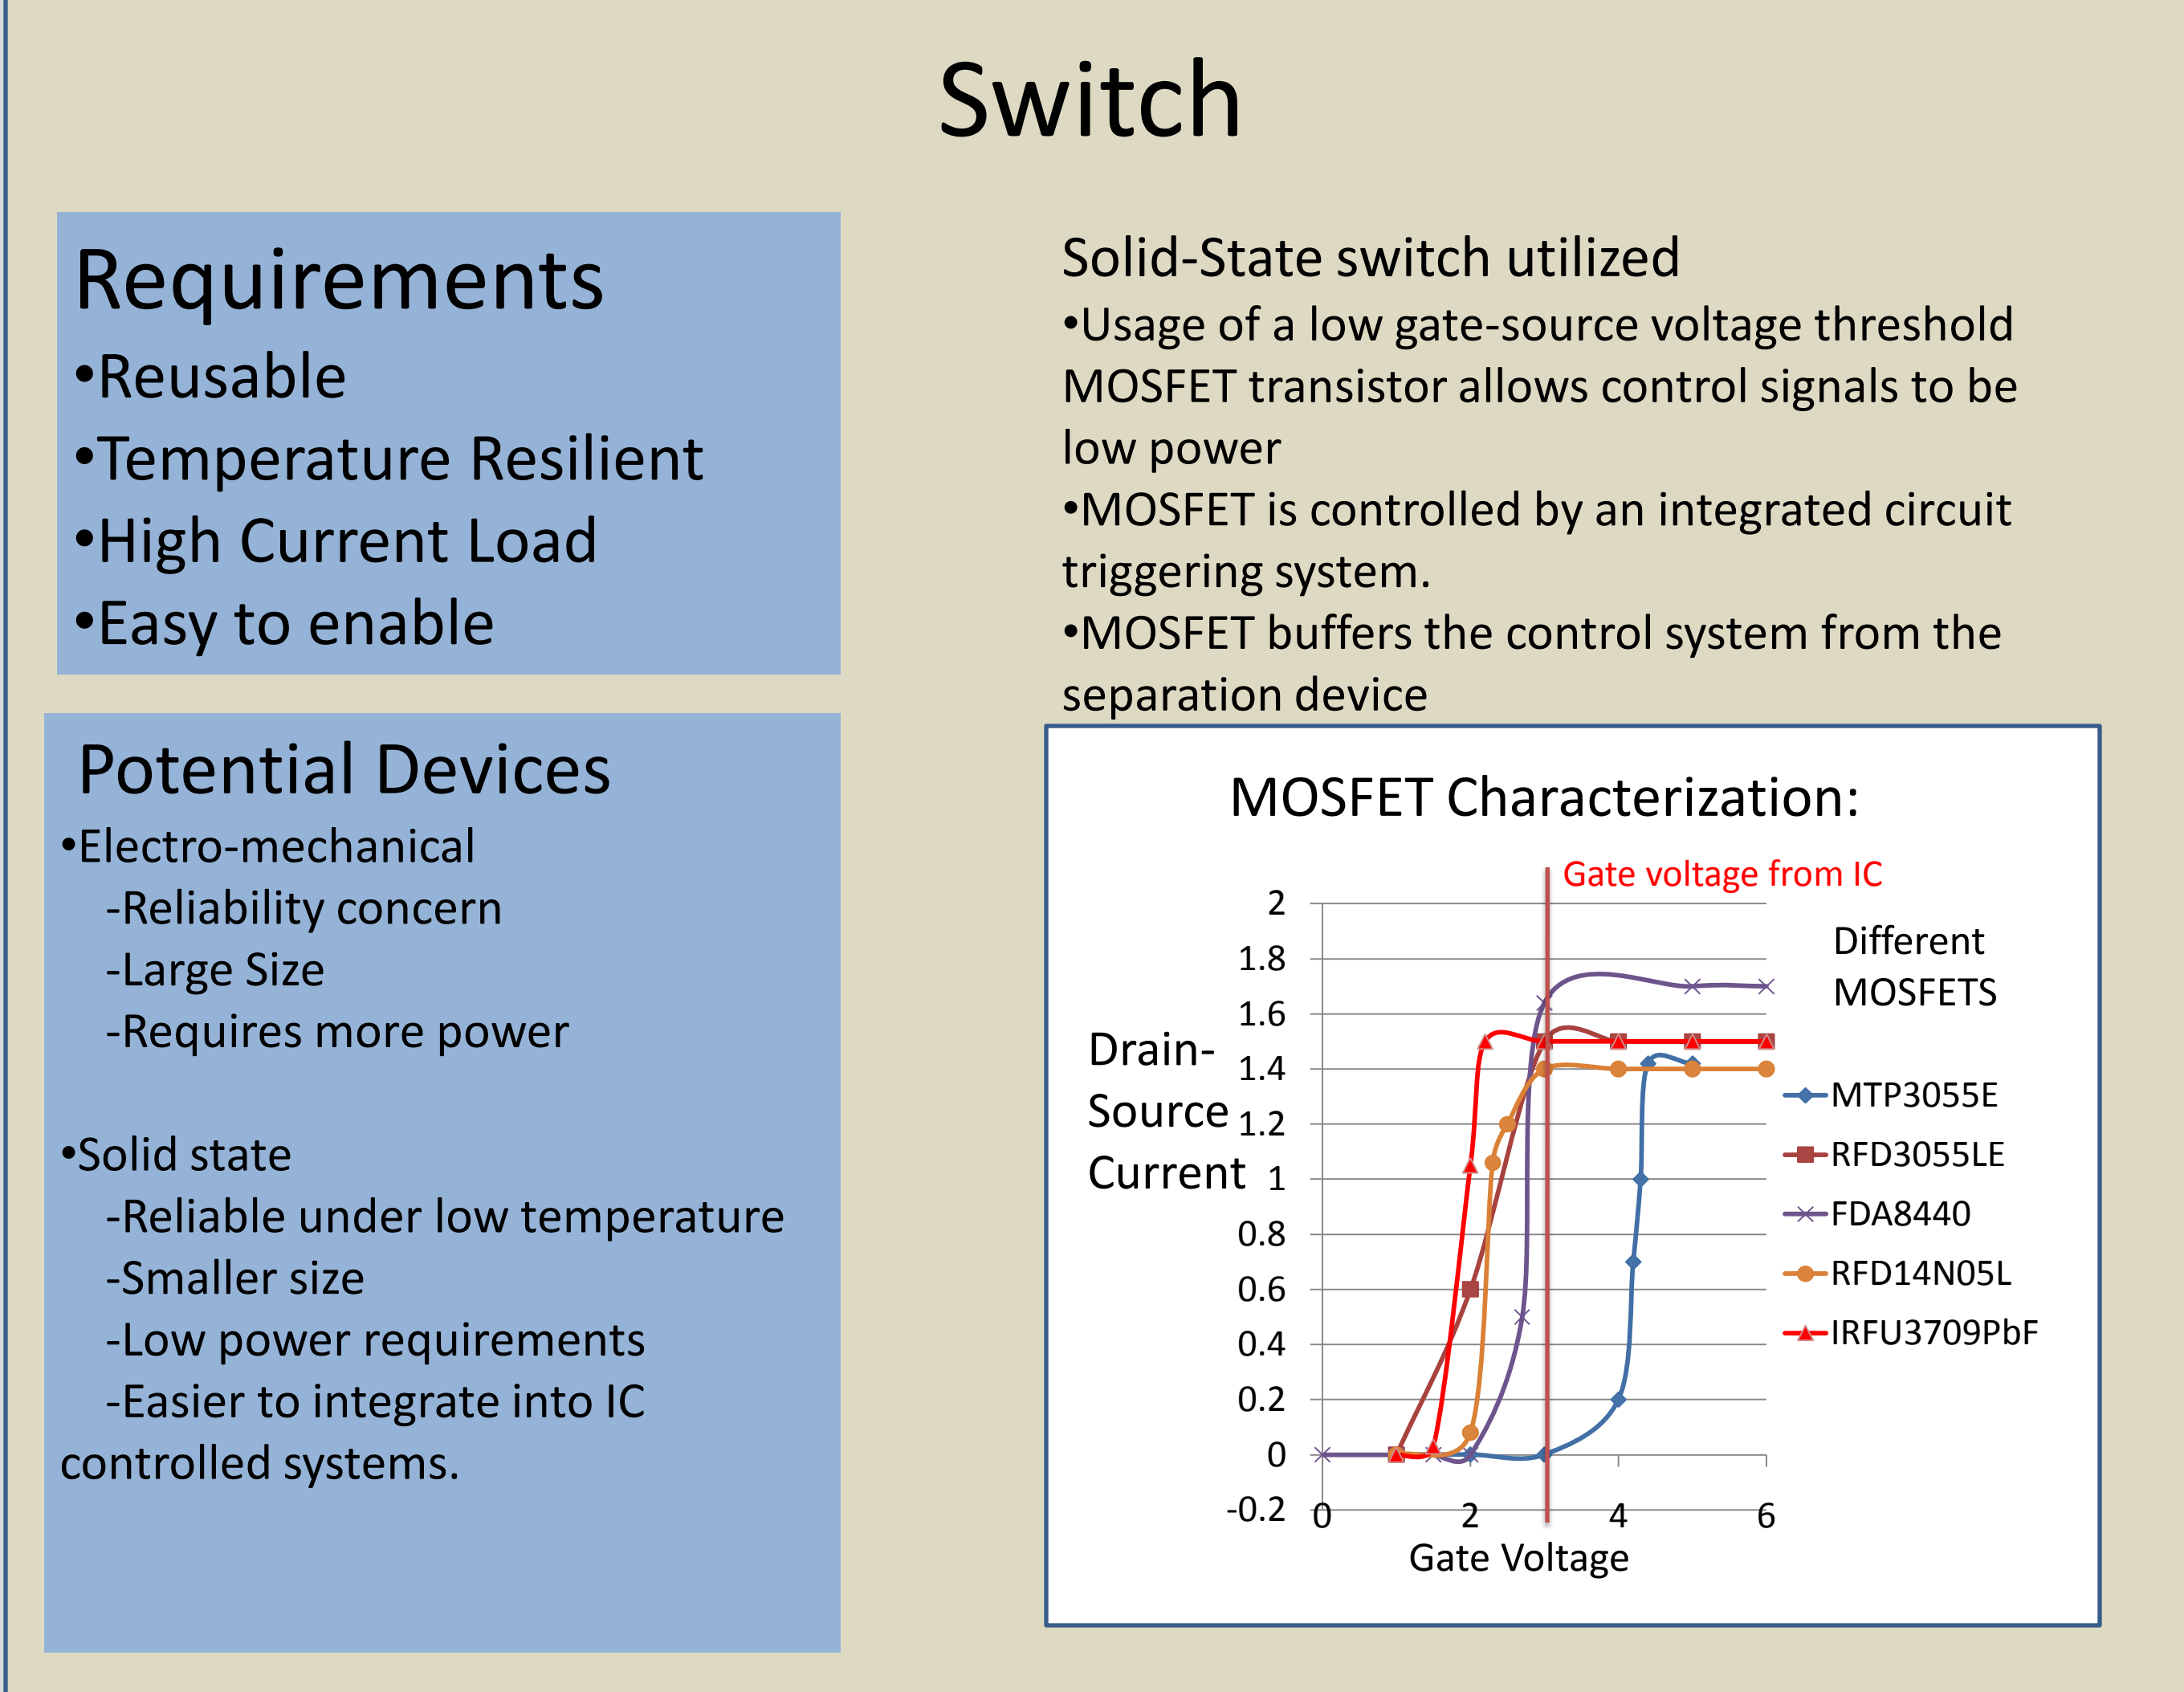 Switch
Requirements
•Reusable
•Temperature Resilient
•High Current Load
•Easy to enable
Potential Devices
•Electro-mechanical
-Reliability concern
-Large Size
-Requires more power
•Solid state
-Reliable under low temperature
-Smaller size
-Low power requirements
-Easier to integrate into IC
controlled systems.
Solid-State switch utilized
•Usage of a low gate-source voltage threshold
MOSFET transistor allows control signals to be
low power
•MOSFET is controlled by an integrated circuit
triggering system.
•MOSFET buffers the control system from the
separation device
MOSFET Characterization:
Gate voltage from IC
Drain-
Source
Current
2
1.8
1.6
1.4
1.2
1
0.8
0.6
0.4
0.2
0
-0.2
0 2 4 6
Gate Voltage
Different
MOSFETS
MTP3055E
RFD3055LE
FDA8440
RFD14N05L
IRFU3709PbF